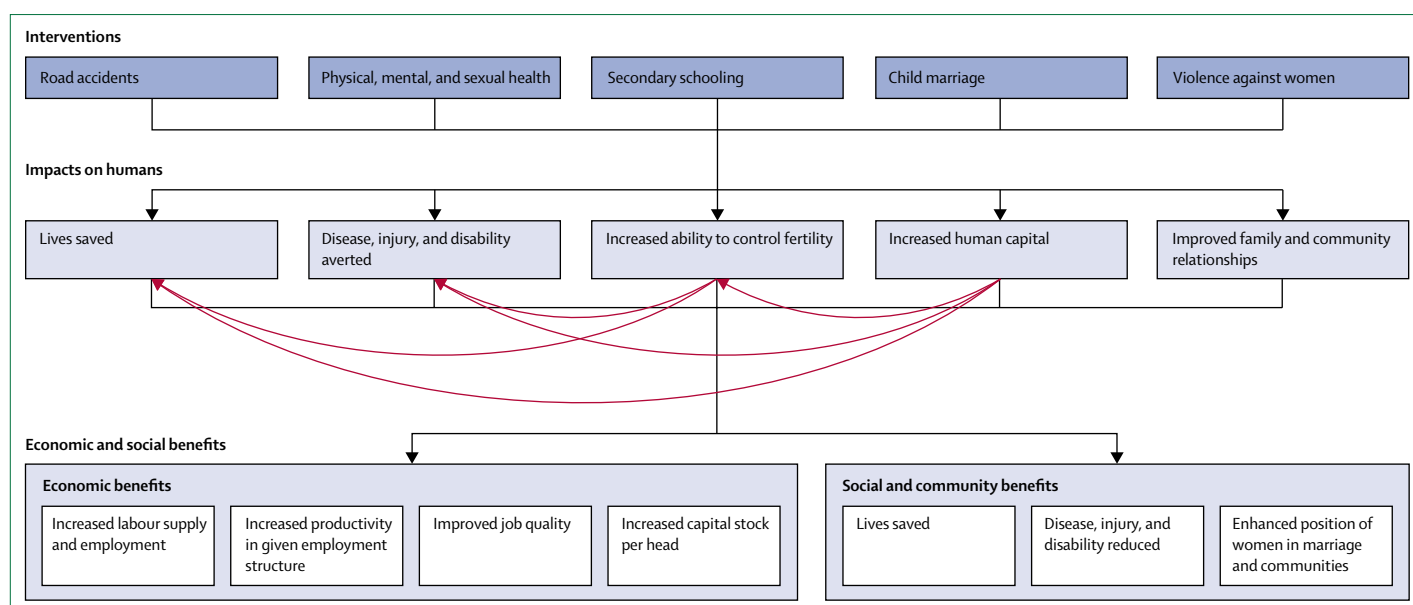 Interventions
Road accidents
Physical, mental, and sexual health
Secondary schooling
Child marriage
Violence against women
Impacts on humans
Lives saved
Disease, injury, and disability
averted
Increased ability to control fertility
Increased human capital
Improved family and community
relationships
Economic and social benefits
Economic benefits
Increased labour supply
and employment
Increased productivity
in given employment
structure
Improved job quality
Increased capital stock
per head
Social and community benefits
Lives saved
Disease, injury, and
disability reduced
Enhanced position of
women in marriage
and communities